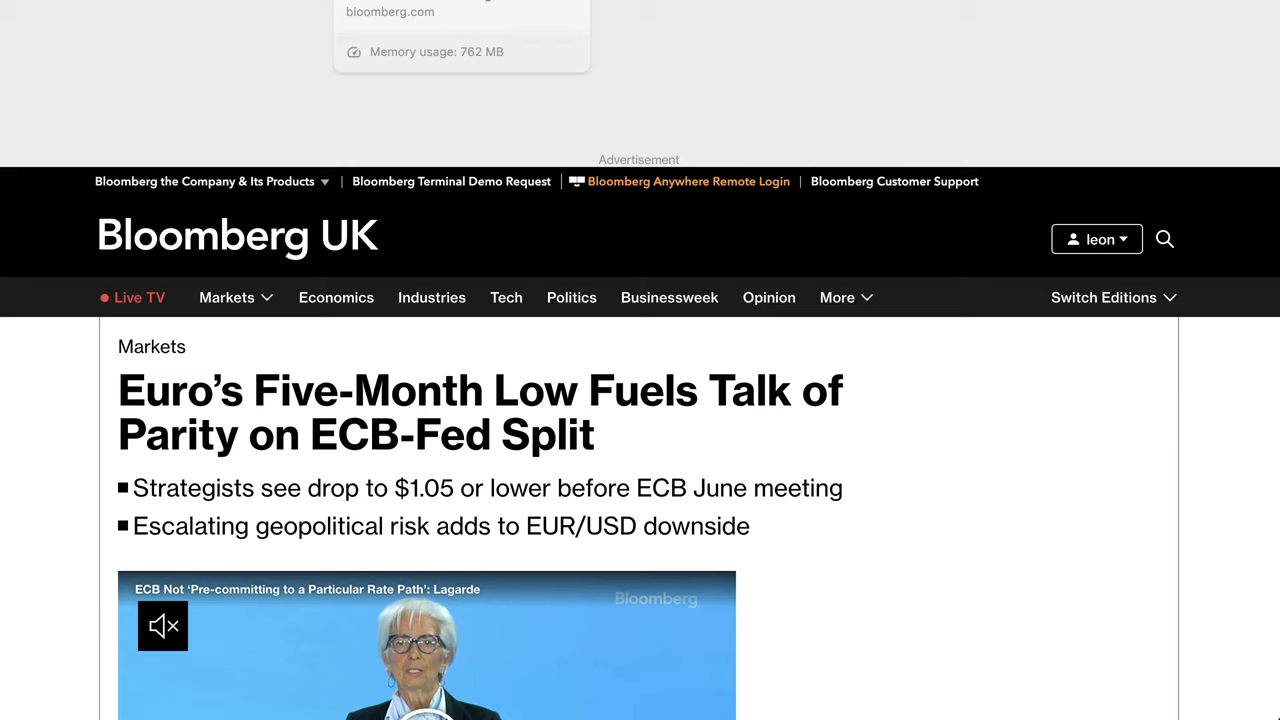 bloomberg.com
Memory usage: 762 MB
Advertisement
Bloomberg the Company & Its Products | Bloomberg Terminal Demo Request | Bloomberg Anywhere Remote Login | Bloomberg Customer Support
Bloomberg UK
leon
Live TV Markets Economics Industries Tech Politics Businessweek Opinion More Switch Editions
Markets
Euro’s Five-Month Low Fuels Talk of
Parity on ECB-Fed Split
Strategists see drop to $1.05 or lower before ECB June meeting
Escalating geopolitical risk adds to EUR/USD downside
ECB Not ‘Pre-committing to a Particular Rate Path’: Lagarde
Bloomberg